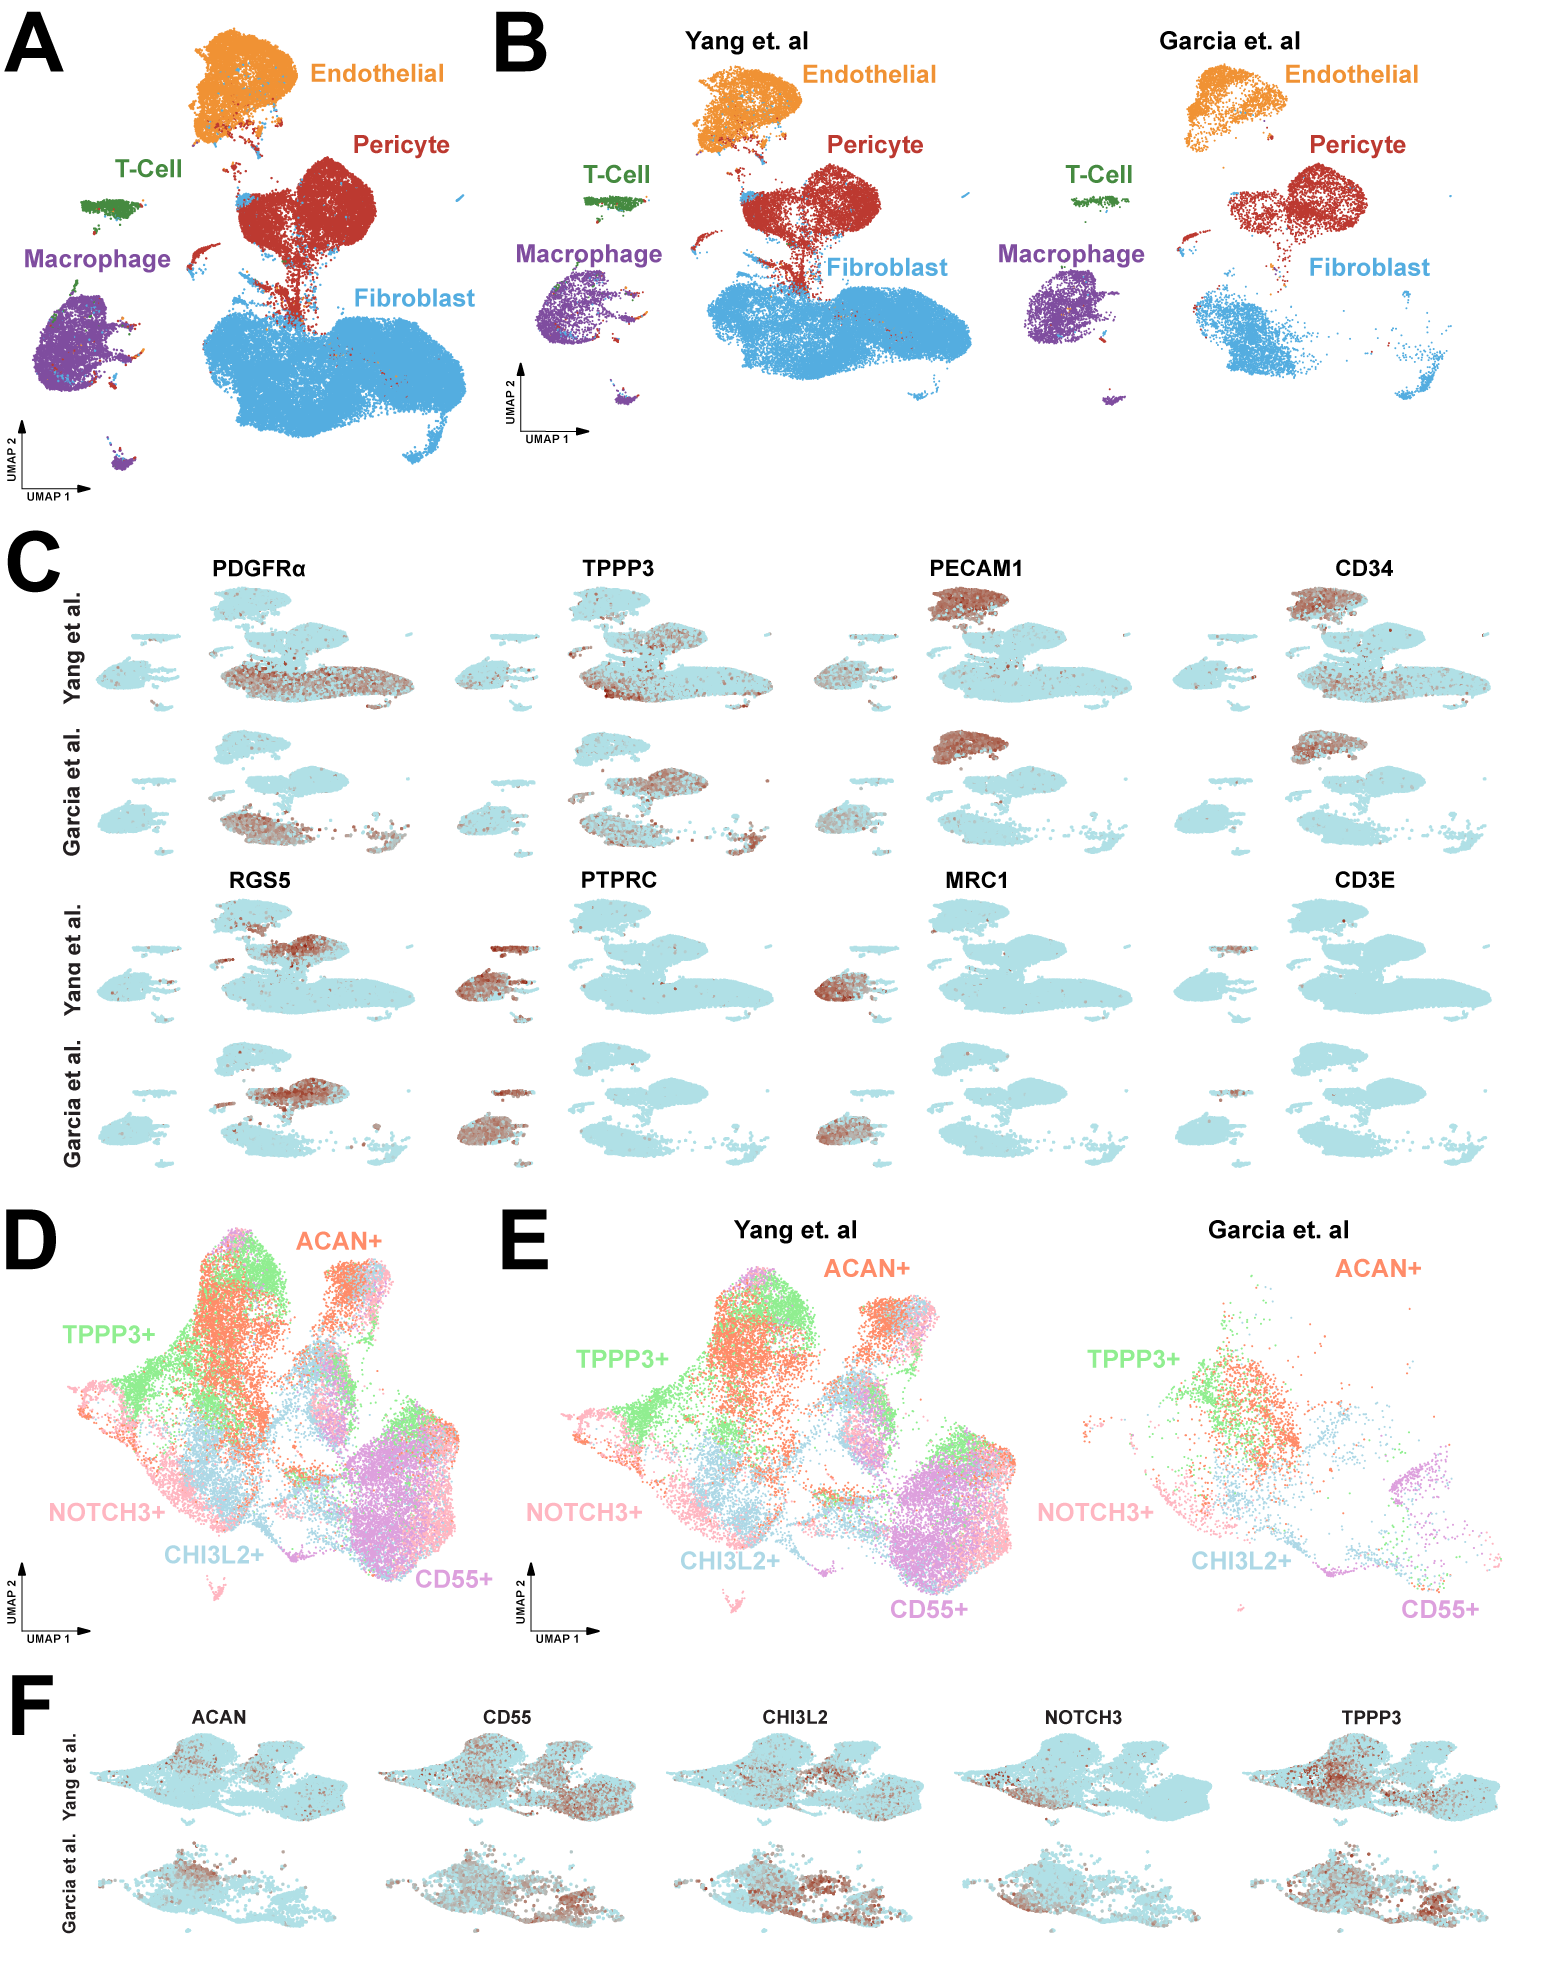 A
Endothelial
Pericyte
T-Cell
Macrophage
Fibroblast
UMAP 2
UMAP 1
B
Yang et. al
Garcia et. al
Endothelial
Endothelial
Pericyte
Pericyte
T-Cell
T-Cell
Macrophage
Fibroblast
Macrophage
Fibroblast
UMAP 2
UMAP 1
C
PDGFRα
TPPP3
PECAM1
CD34
Yang et al.
Garcia et al.
RGS5
PTPRC
MRC1
CD3E
Yang et al.
Garcia et al.
D
ACAN+
TPPP3+
NOTCH3+
CHI3L2+
CD55+
UMAP 2
UMAP 1
E
Yang et. al
Garcia et. al
ACAN+
ACAN+
TPPP3+
TPPP3+
NOTCH3+
NOTCH3+
CHI3L2+
CHI3L2+
CD55+
CD55+
UMAP 2
UMAP 1
F
ACAN
CD55
CHI3L2
NOTCH3
TPPP3
Yang et al.
Garcia et al.